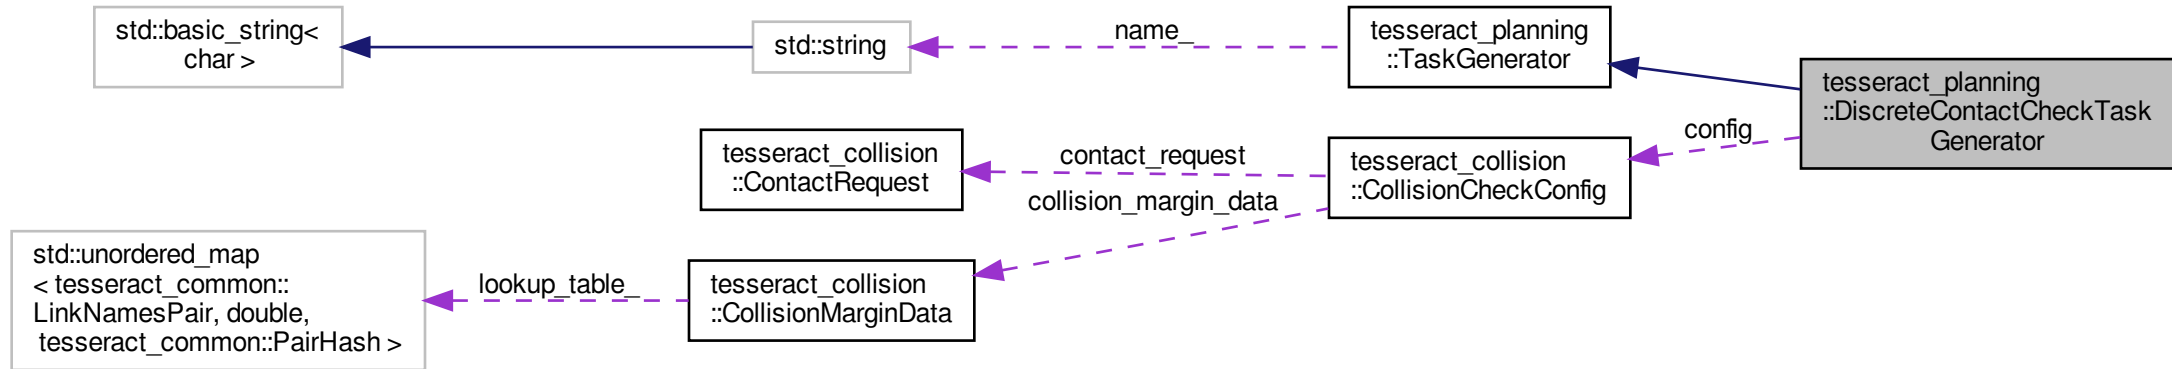 std::basic_string<
char >
std::string
name_
tesseract_planning
::TaskGenerator
tesseract_planning
::DiscreteContactCheckTask
Generator
config_
tesseract_collision
::ContactRequest
contact_request
tesseract_collision
::CollisionCheckConfig
collision_margin_data
std::unordered_map
< tesseract_common::
LinkNamesPair, double,
tesseract_common::PairHash >
lookup_table_
tesseract_collision
::CollisionMarginData